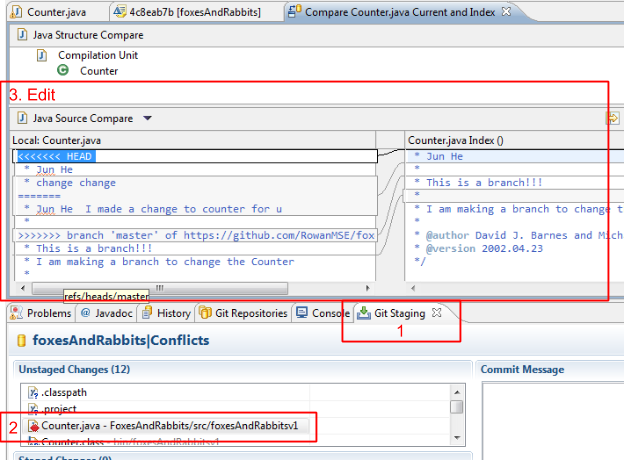 Counter.java
4c8eab7b [foxesAndRabbits]
Compare Counter.java Current and Index
Java Structure Compare
Compilation Unit
Counter
3. Edit
Java Source Compare
Local: Counter.java
<<<<<<< HEAD
* Jun He
* change change
=======
* Jun He I made a change to counter for u
*
>>>>>>> branch 'master' of https://github.com/RowanMSE/fox
* This is a branch!!!
* I am making a branch to change the Counter
*
Counter.java Index ()
* Jun He
*
* This is a branch!!!
*
* I am making a branch to change t
*
* @author David J. Barnes and Mich
* @version 2002.04.23
*/
refs/heads/master
Problems
@ Javadoc
History
Git Repositories
Console
Git Staging
1
foxesAndRabbits|Conflicts
Unstaged Changes (12)
Commit Message
.classpath
.project
2
Counter.java - FoxesAndRabbits/src/foxesAndRabbitsv1
Counter.class - bin/foxesAndRabbitsv1
Staged Changes (0)